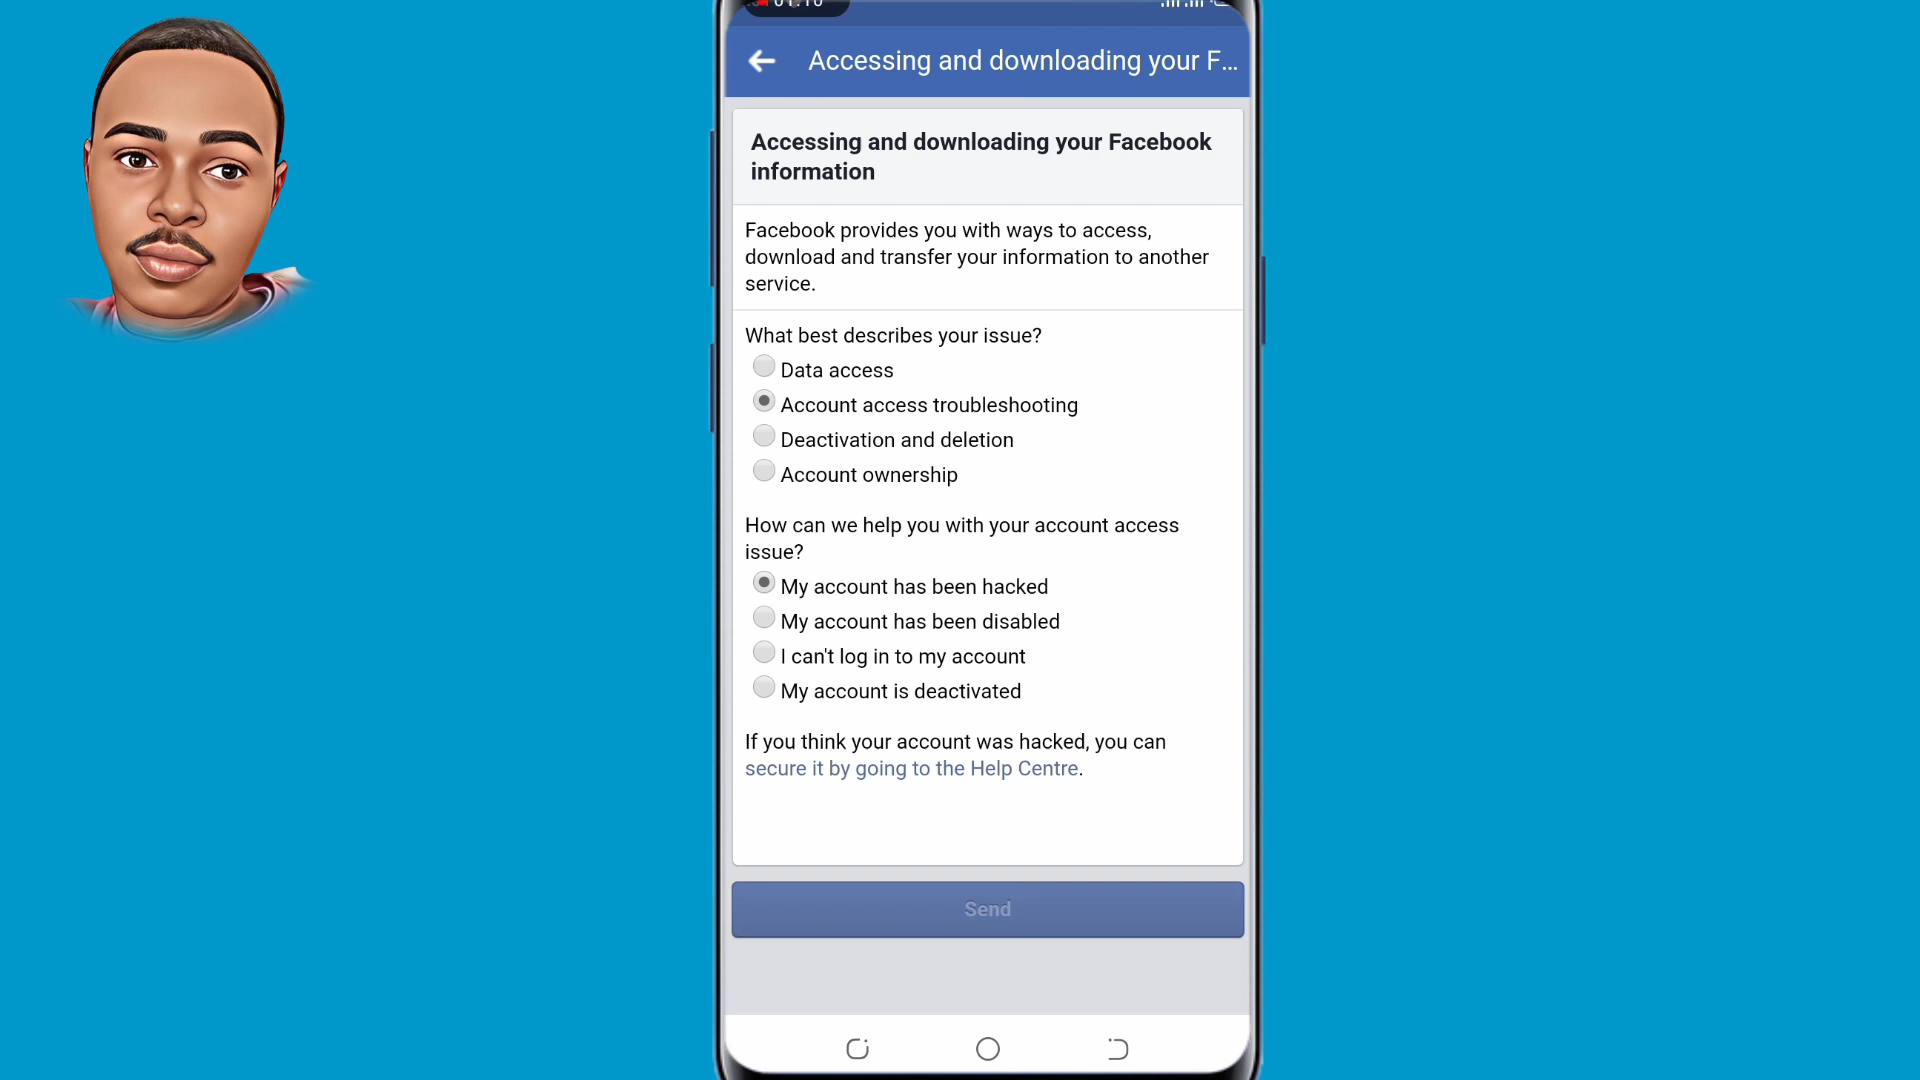 Accessing and downloading your F...
Accessing and downloading your Facebook
information
Facebook provides you with ways to access,
download and transfer your information to another
service.
What best describes your issue?
Data access
Account access troubleshooting
Deactivation and deletion
Account ownership
How can we help you with your account access
issue?
My account has been hacked
My account has been disabled
I can't log in to my account
My account is deactivated
If you think your account was hacked, you can
secure it by going to the Help Centre.
Send